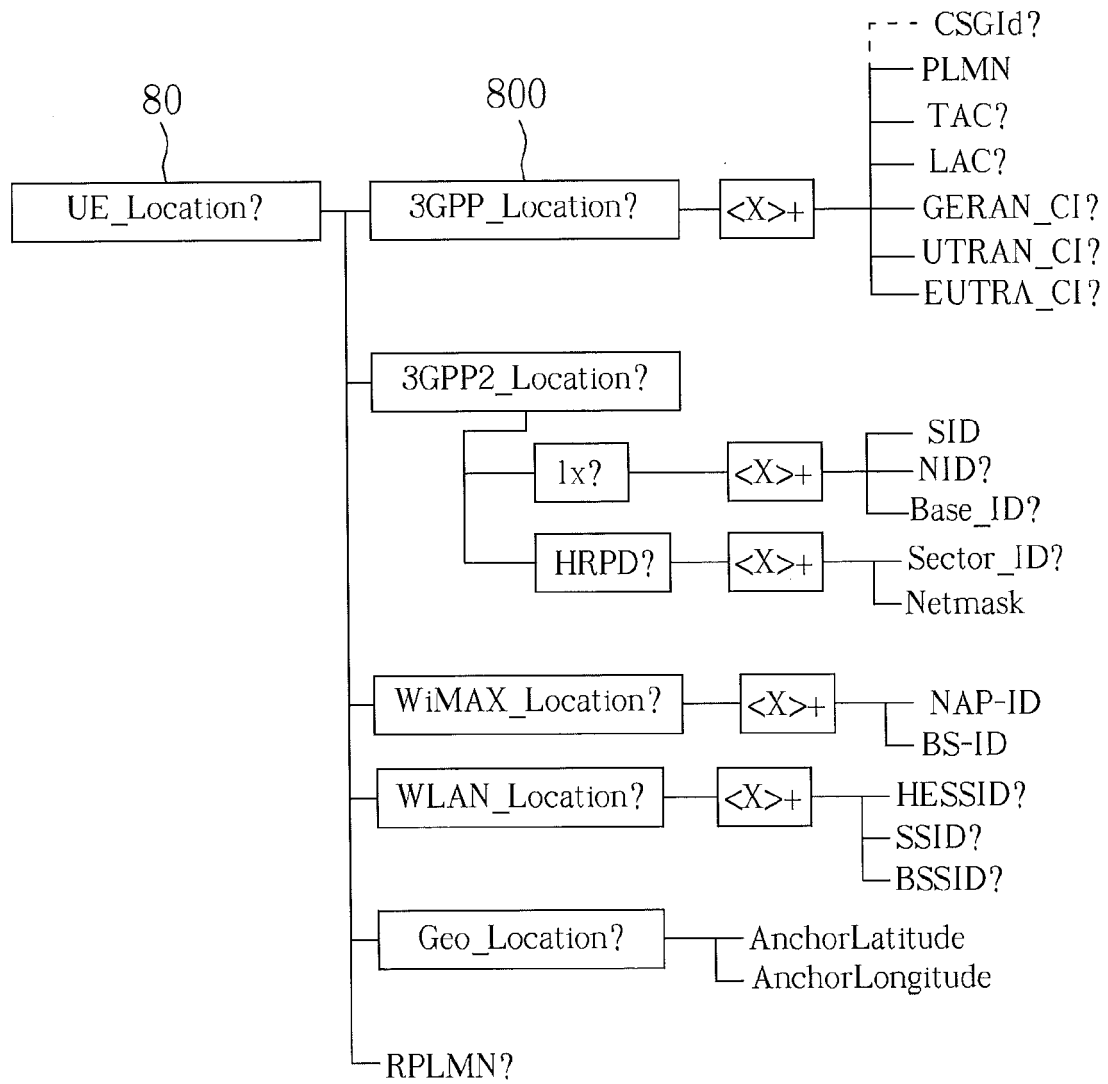 CSGId?
PLMN
80
800
TAC?
LAC?
UE_Location?
3GPP_Location?
<X>+
GERAN_CI?
UTRAN_CI?
EUTRA_CI?
3GPP2_Location?
SID
1x?
<X>+
NID?
Base_ID?
HRPD?
<X>+
Sector_ID?
Netmask
WiMAX_Location?
<X>+
NAP-ID
BS-ID
WLAN_Location?
<X>+
HESSID?
SSID?
BSSID?
Geo_Location?
AnchorLatitude
AnchorLongitude
RPLMN?